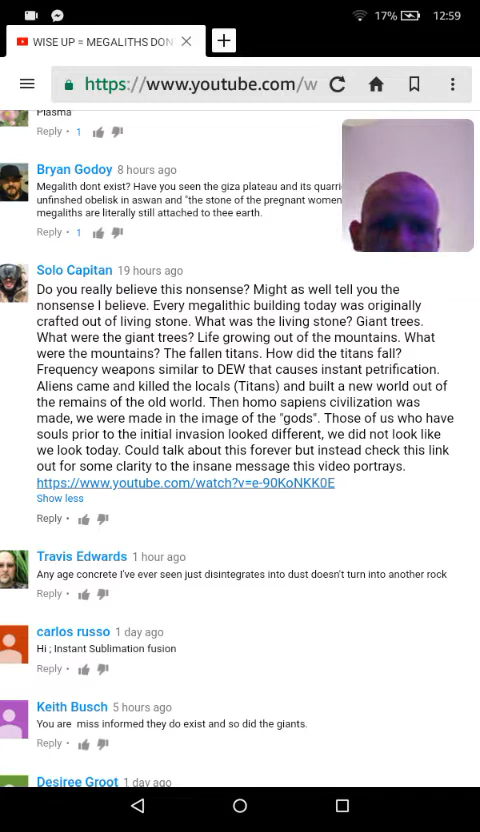 17% 12:59
WISE UP = MEGALITHS DON
https://www.youtube.com/w
Plasma
Reply • 1
Bryan Godoy 8 hours ago
Megalith dont exist? Have you seen the giza plateau and its quarri
unfinshed obelisk in aswan and "the stone of the pregnant women
megaliths are literally still attached to thee earth.
Reply • 1
Solo Capitan 19 hours ago
Do you really believe this nonsense? Might as well tell you the
nonsense I believe. Every megalithic building today was originally
crafted out of living stone. What was the living stone? Giant trees.
What were the giant trees? Life growing out of the mountains. What
were the mountains? The fallen titans. How did the titans fall?
Frequency weapons similar to DEW that causes instant petrification.
Aliens came and killed the locals (Titans) and built a new world out of
the remains of the old world. Then homo sapiens civilization was
made, we were made in the image of the "gods". Those of us who have
souls prior to the initial invasion looked different, we did not look like
we look today. Could talk about this forever but instead check this link
out for some clarity to the insane message this video portrays.
https://www.youtube.com/watch?v=e-90KoNKK0E
Show less
Reply •
Travis Edwards 1 hour ago
Any age concrete I've ever seen just disintegrates into dust doesn't turn into another rock
Reply •
carlos russo 1 day ago
Hi ; Instant Sublimation fusion
Reply •
Keith Busch 5 hours ago
You are miss informed they do exist and so did the giants.
Reply •
Desiree Groot 1 day ago